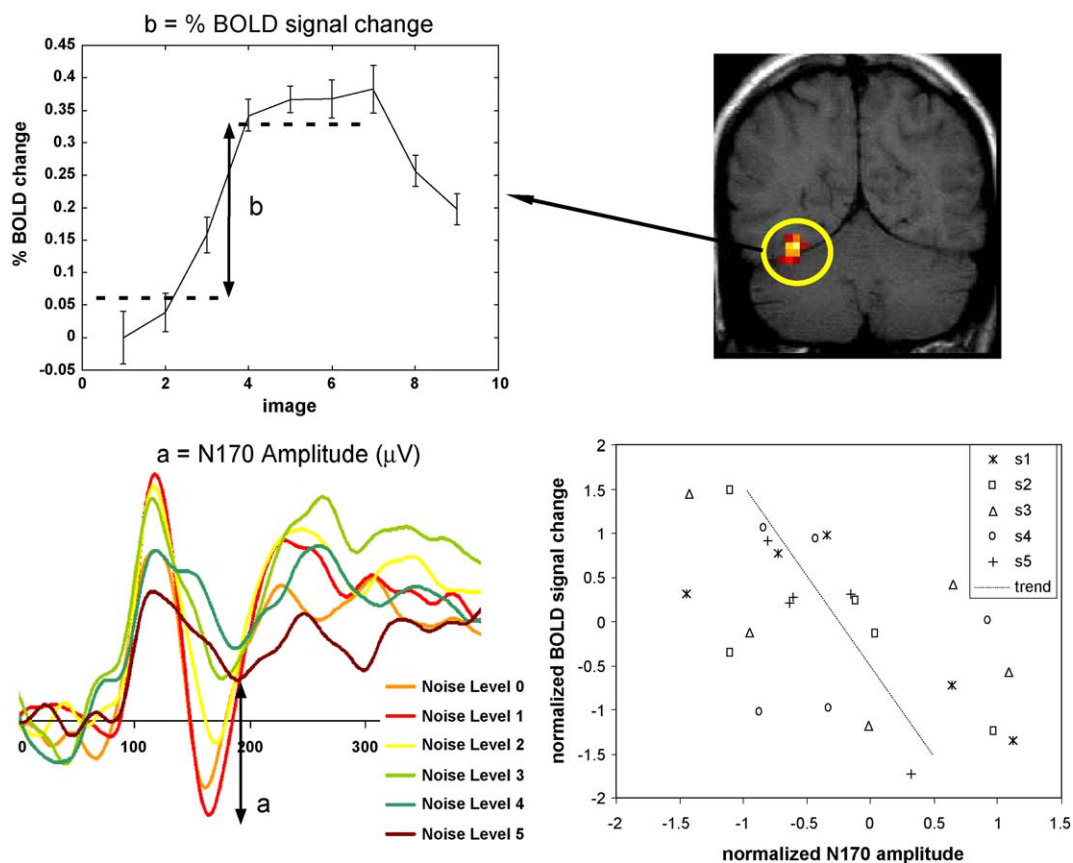 b = % BOLD signal change
0.45
0.4
0.35
0.3
0.25
0.2
0.15
0.1
0.05
0
-0.05
% BOLD change
b
0 2 4 6 8 10
image
a = N170 Amplitude (μV)
0 100 200 300
a
Noise Level 0
Noise Level 1
Noise Level 2
Noise Level 3
Noise Level 4
Noise Level 5
2
1.5
1
0.5
0
-0.5
-1
-1.5
-2
normalized BOLD signal change
s1
s2
s3
s4
s5
trend
-2 -1.5 -1 -0.5 0 0.5 1 1.5
normalized N170 amplitude